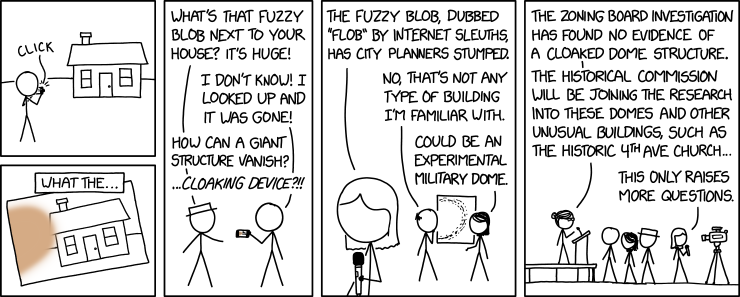 CLICK
WHAT THE...
WHAT'S THAT FUZZY
BLOB NEXT TO YOUR
HOUSE? IT'S HUGE!
I DON'T KNOW! I
LOOKED UP AND
IT WAS GONE!
HOW CAN A GIANT
STRUCTURE VANISH?
...CLOAKING DEVICE?!!
THE FUZZY BLOB, DUBBED
"FLOB" BY INTERNET SLEUTHS,
HAS CITY PLANNERS STUMPED.
NO, THAT'S NOT ANY
TYPE OF BUILDING
I'M FAMILIAR WITH.
COULD BE AN
EXPERIMENTAL
MILITARY DOME.
THE ZONING BOARD INVESTIGATION
HAS FOUND NO EVIDENCE OF
A CLOAKED DOME STRUCTURE.
THE HISTORICAL COMMISSION
WILL BE JOINING THE RESEARCH
INTO THESE DOMES AND OTHER
UNUSUAL BUILDINGS, SUCH AS
THE HISTORIC 4TH AVE CHURCH...
THIS ONLY RAISES
MORE QUESTIONS.